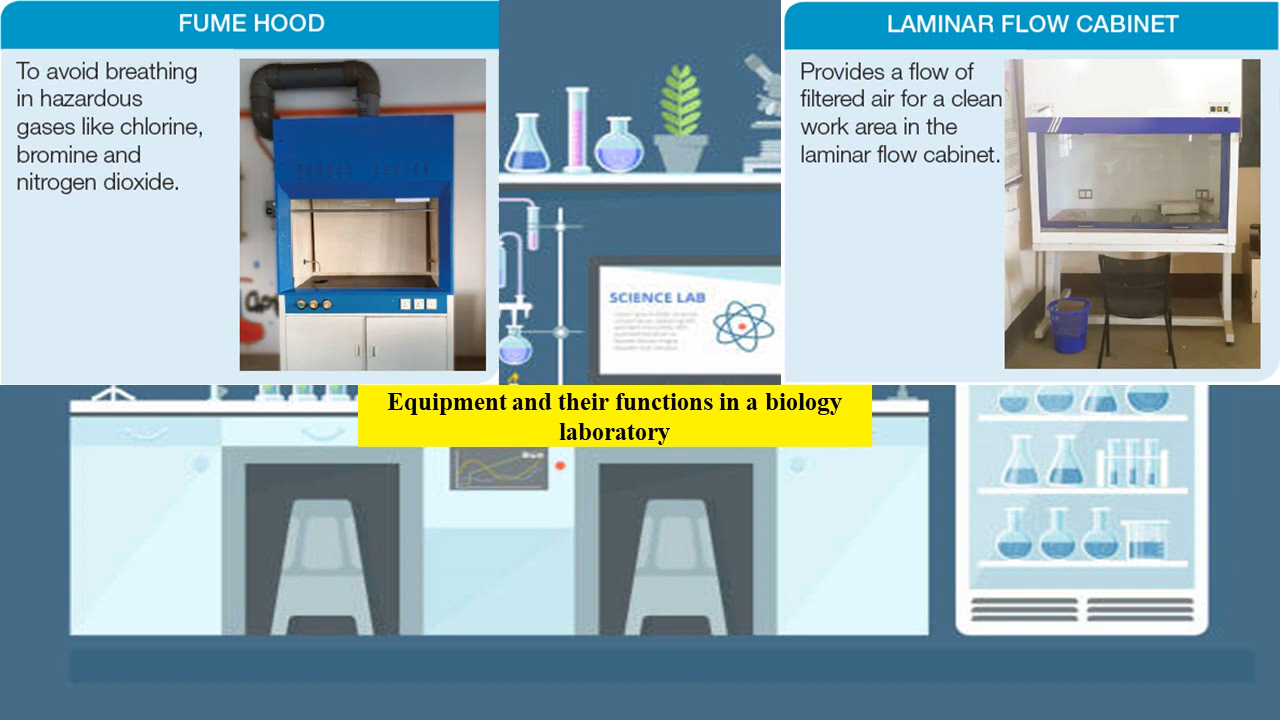 FUME HOOD
To avoid breathing
in hazardous
gases like chlorine,
bromine and
nitrogen dioxide.
LAMINAR FLOW CABINET
Provides a flow of
filtered air for a clean
work area in the
laminar flow cabinet.
SCIENCE LAB
Equipment and their functions in a biology
laboratory